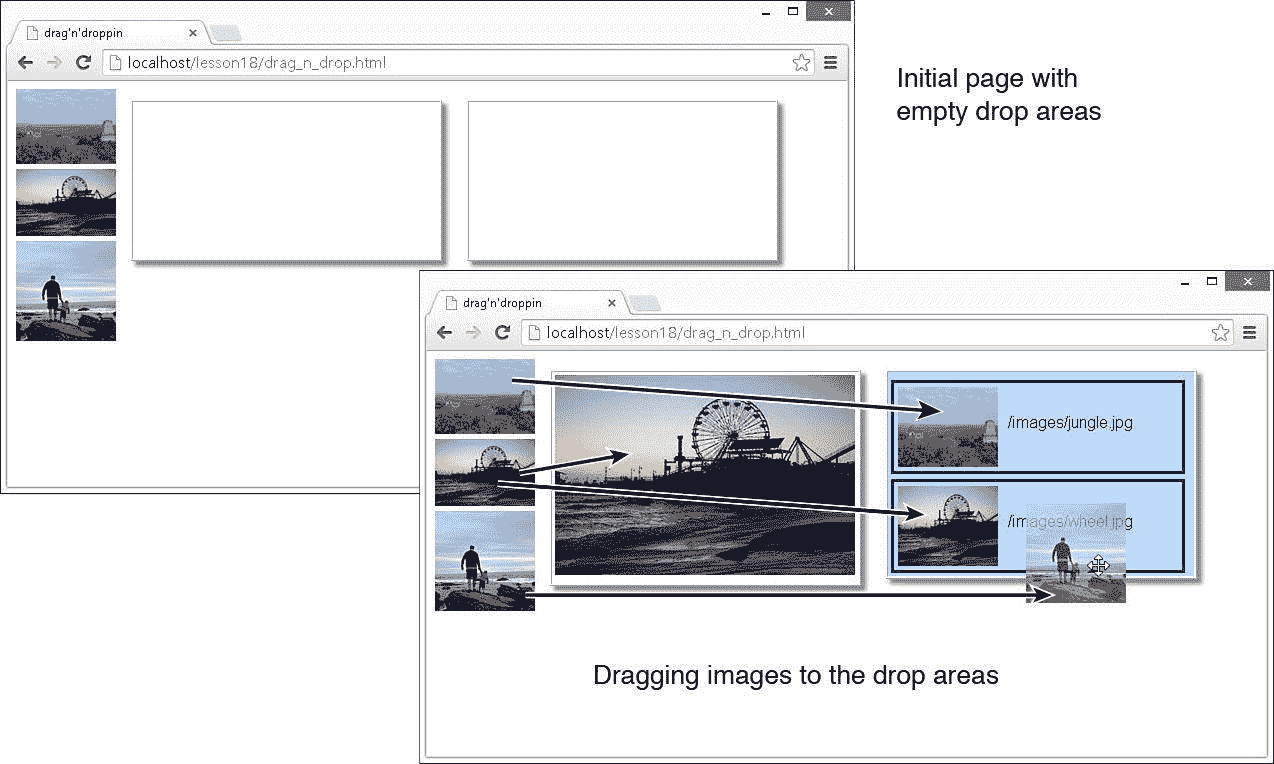 drag'n'droppin
localhost/lesson18/drag_n_drop.html
Initial page with
empty drop areas
drag'n'droppin
localhost/lesson18/drag_n_drop.html
/images/jungle.jpg
/images/wheel.jpg
Dragging images to the drop areas